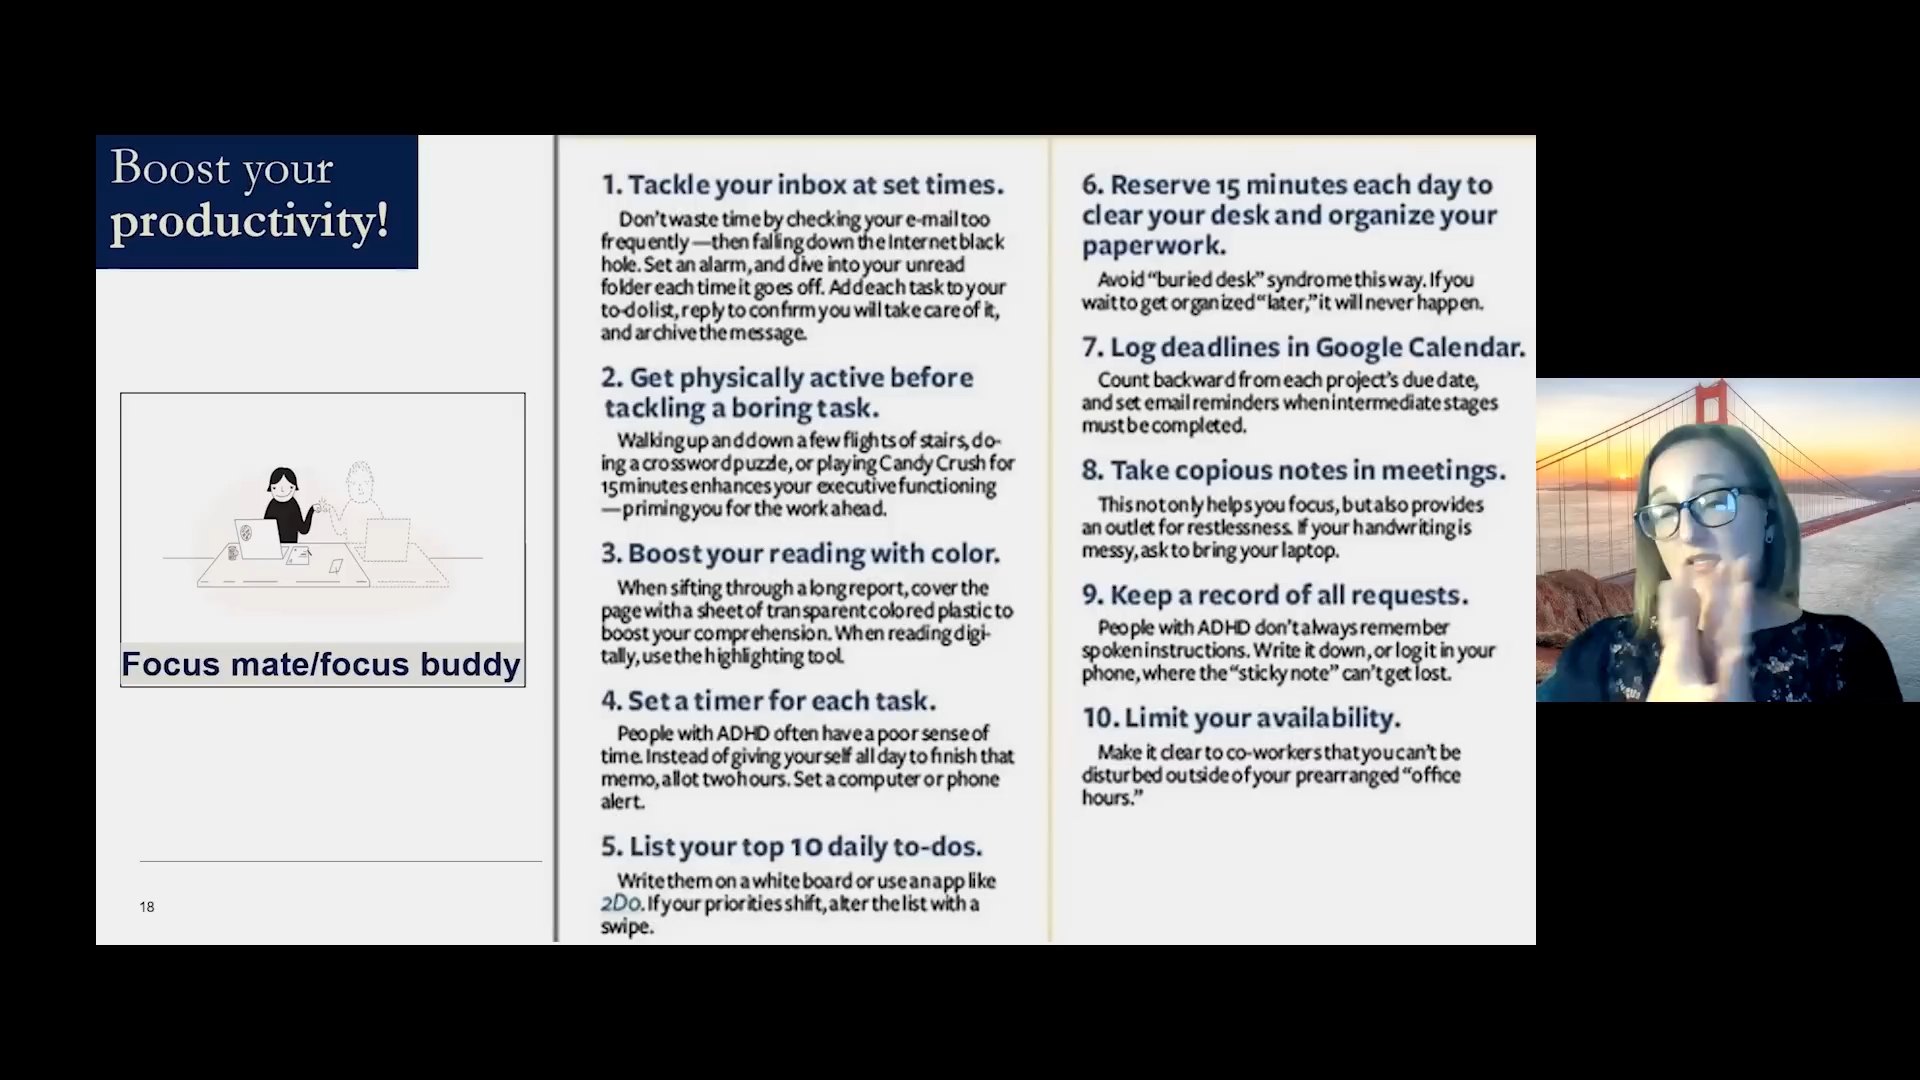 Boost your
productivity!
Focus mate/focus buddy
18
1. Tackle your inbox at set times.
Don't waste time by checking your e-mail too
frequently—then falling down the Internet black
hole. Set an alarm, and dive into your unread
folder each time it goes off. Add each task to your
to-do list, reply to confirm you will take care of it,
and archive the message.
2. Get physically active before
tackling a boring task.
Walking up and down a few flights of stairs, do-
ing a crossword puzzle, or playing Candy Crush for
15 minutes enhances your executive functioning
—priming you for the work ahead.
3. Boost your reading with color.
When sifting through a long report, cover the
page with a sheet of transparent colored plastic to
boost your comprehension. When reading digi-
tally, use the highlighting tool.
4. Set a timer for each task.
People with ADHD often have a poor sense of
time. Instead of giving yourself all day to finish that
memo, allot two hours. Set a computer or phone
alert.
5. List your top 10 daily to-dos.
Write them on a white board or use an app like
2Do. If your priorities shift, alter the list with a
swipe.
6. Reserve 15 minutes each day to
clear your desk and organize your
paperwork.
Avoid “buried desk” syndrome this way. If you
wait to get organized “later,” it will never happen.
7. Log deadlines in Google Calendar.
Count backward from each project's due date,
and set email reminders when intermediate stages
must be completed.
8. Take copious notes in meetings.
This not only helps you focus, but also provides
an outlet for restlessness. If your handwriting is
messy, ask to bring your laptop.
9. Keep a record of all requests.
People with ADHD don't always remember
spoken instructions. Write it down, or log it in your
phone, where the “sticky note” can't get lost.
10. Limit your availability.
Make it clear to co-workers that you can't be
disturbed outside of your prearranged “office
hours.”